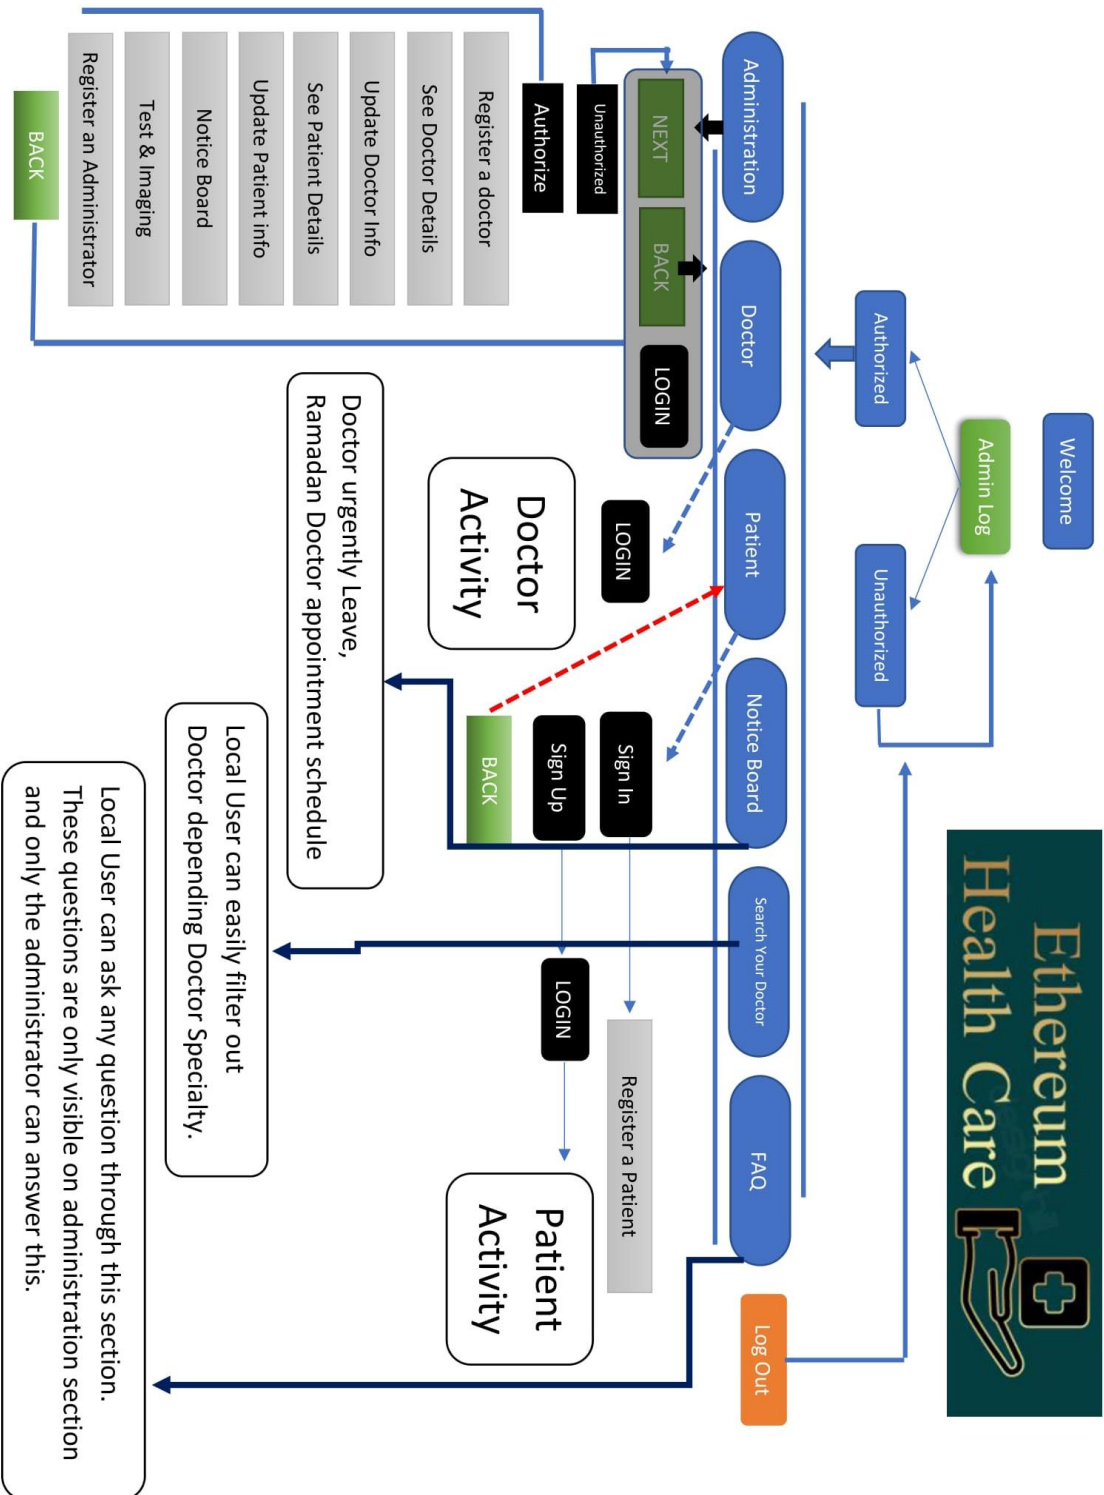 Welcome
Ethereum
Health Care
Admin Log
Authorized
Unauthorized
Administration
Doctor
Patient
Notice Board
Search Your Doctor
FAQ
Log Out
NEXT
BACK
LOGIN
Unauthorized
Authorize
Register a doctor
See Doctor Details
Update Doctor Info
See Patient Details
Update Patient info
Notice Board
Test & Imaging
Register an Administrator
BACK
LOGIN
Doctor
Activity
Sign In
Sign Up
BACK
Register a Patient
LOGIN
Patient
Activity
Doctor urgently Leave,
Ramadan Doctor appointment schedule
Local User can easily filter out
Doctor depending Doctor Specialty.
Local User can ask any question through this section.
These questions are only visible on administration section
and only the administrator can answer this.